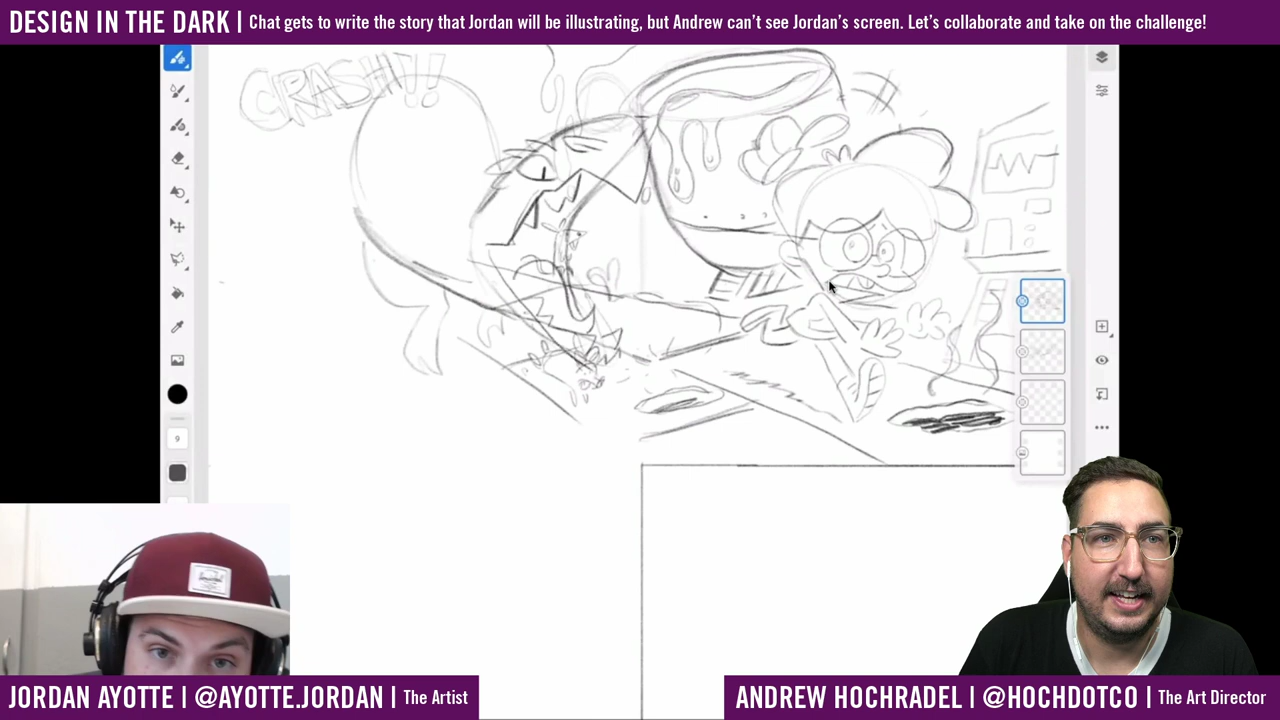 DESIGN IN THE DARK | Chat gets to write the story that Jordan will be illustrating, but Andrew can't see Jordan's screen. Let's collaborate and take on the challenge!
CRASH!!
9
JORDAN AYOTTE | @AYOTTE.JORDAN | The Artist
ANDREW HOCHRADEL | @HOCHDOTCO | The Art Director